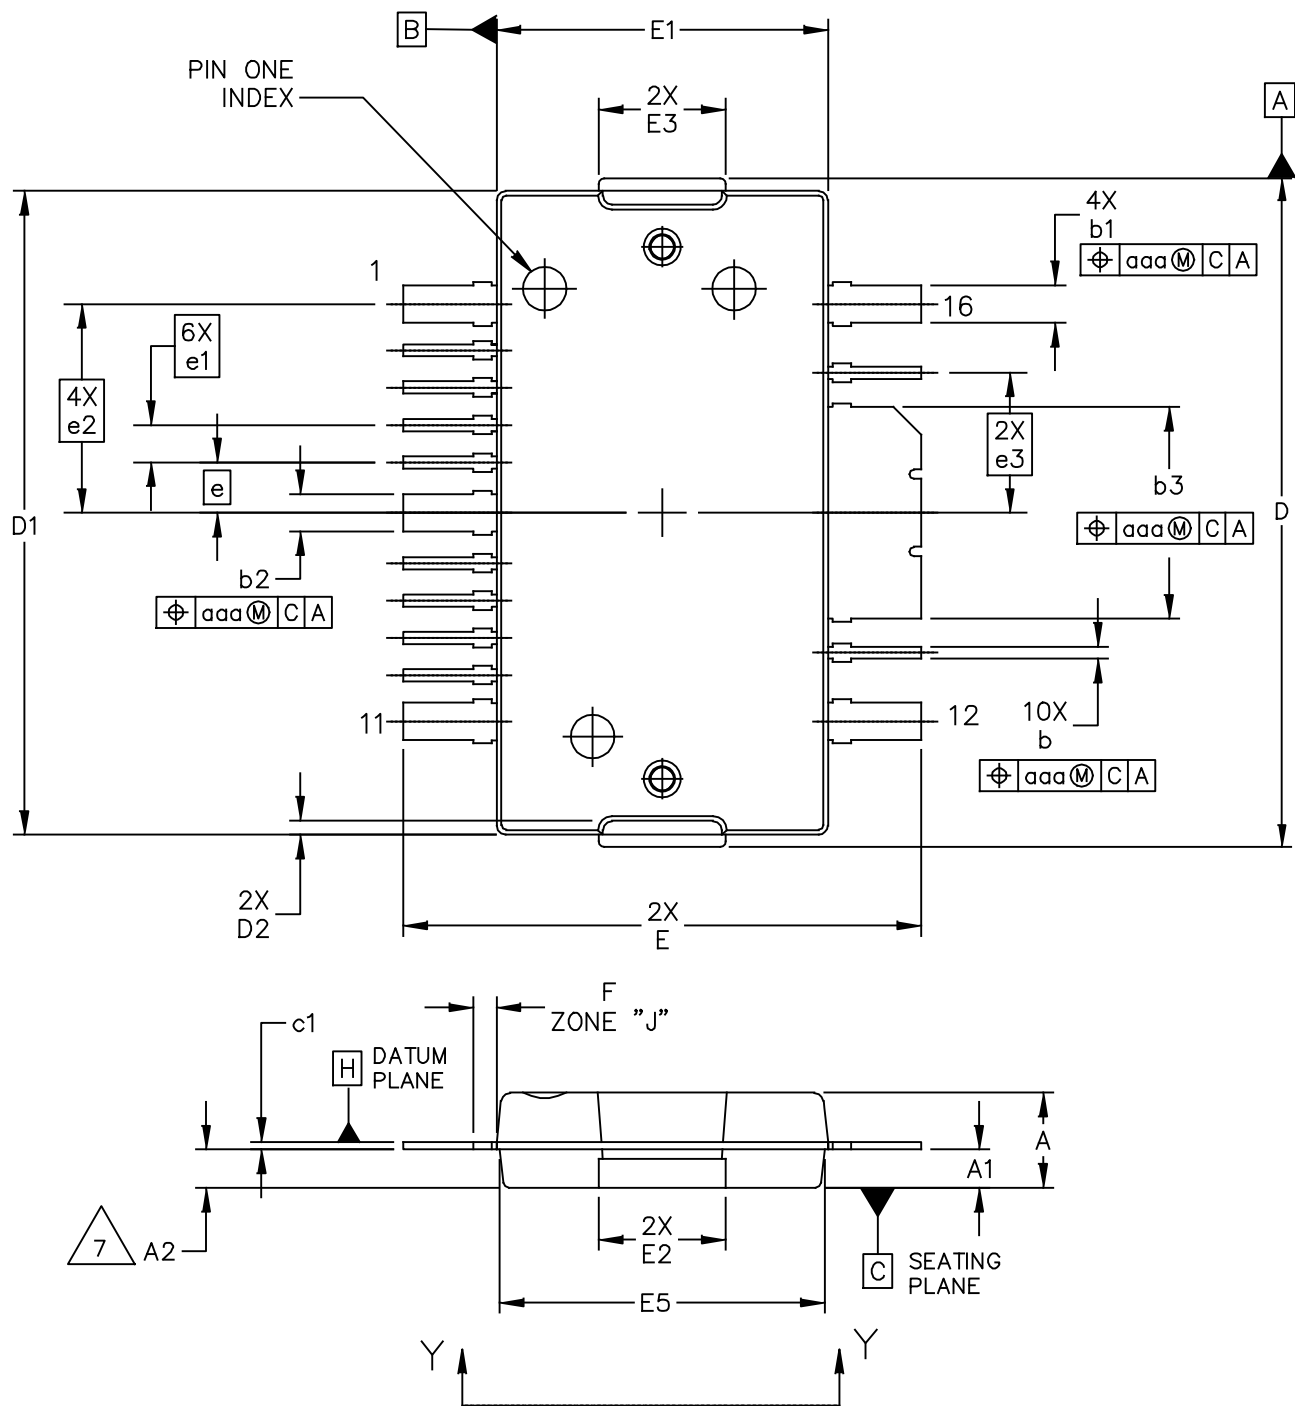 B
E1
PIN ONE
INDEX
2X
E3
A
4X
b1
⌖ aaa Ⓜ C A
1
16
6X
e1
4X
e2
2X
e3
e
b3
⌖ aaa Ⓜ C A
D1
D
b2
⌖ aaa Ⓜ C A
11
12
10X
b
⌖ aaa Ⓜ C A
2X
D2
2X
E
F
ZONE "J"
c1
H
DATUM
PLANE
A
A1
7
A2
2X
E2
C
SEATING
PLANE
E5
Y
Y